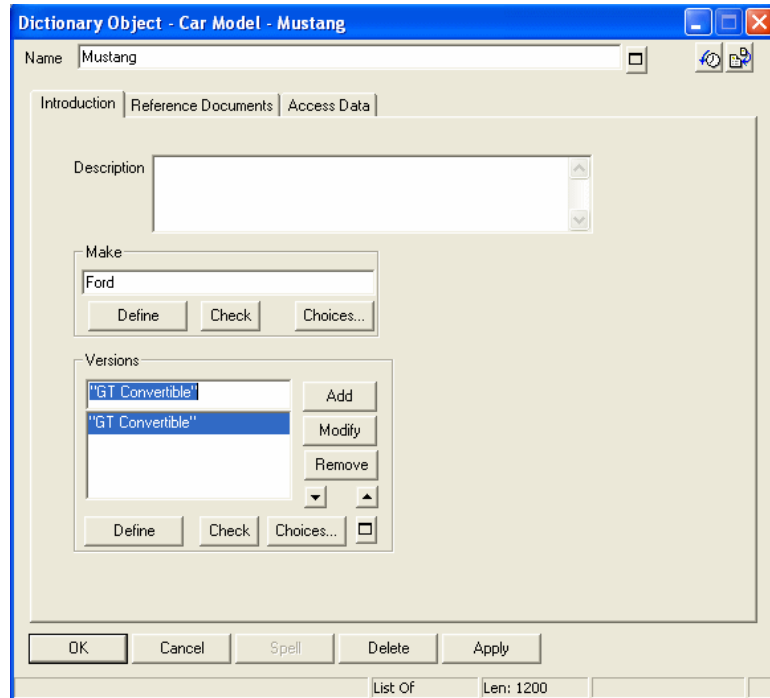 Dictionary Object - Car Model - Mustang
Name Mustang
Introduction Reference Documents Access Data
Description
Make
Ford
Define Check Choices...
Versions
"GT Convertible" Add
"GT Convertible" Modify
Remove
Define Check Choices...
OK Cancel Spell Delete Apply
List Of Len: 1200